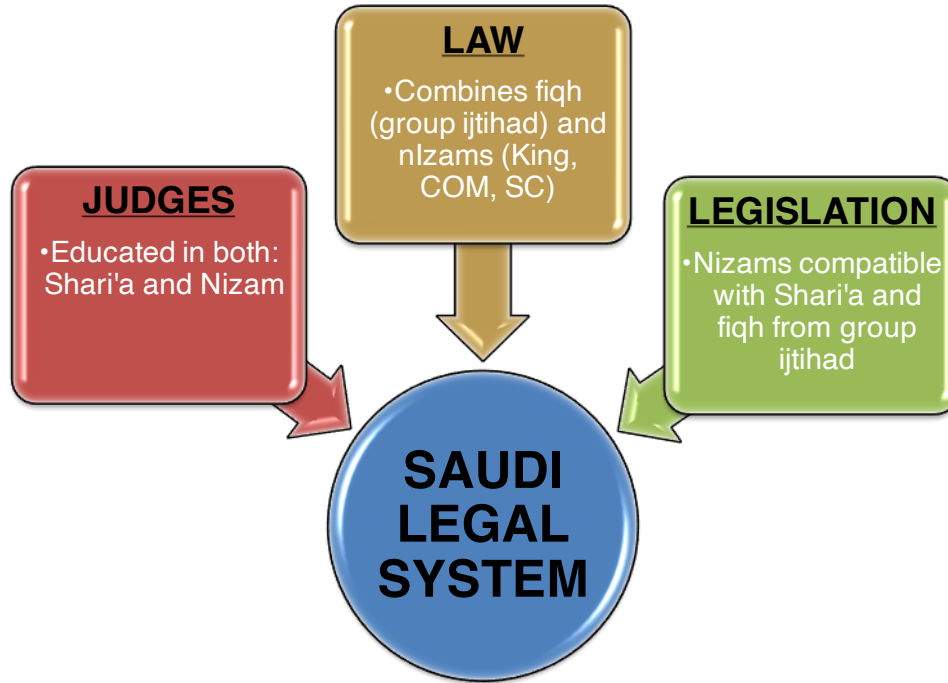 LAW
•Combines fiqh
(group ijtihad) and
nIzams (King,
COM, SC)
JUDGES
•Educated in both:
Shari'a and Nizam
LEGISLATION
•Nizams compatible
with Shari'a and
fiqh from group
ijtihad
SAUDI
LEGAL
SYSTEM